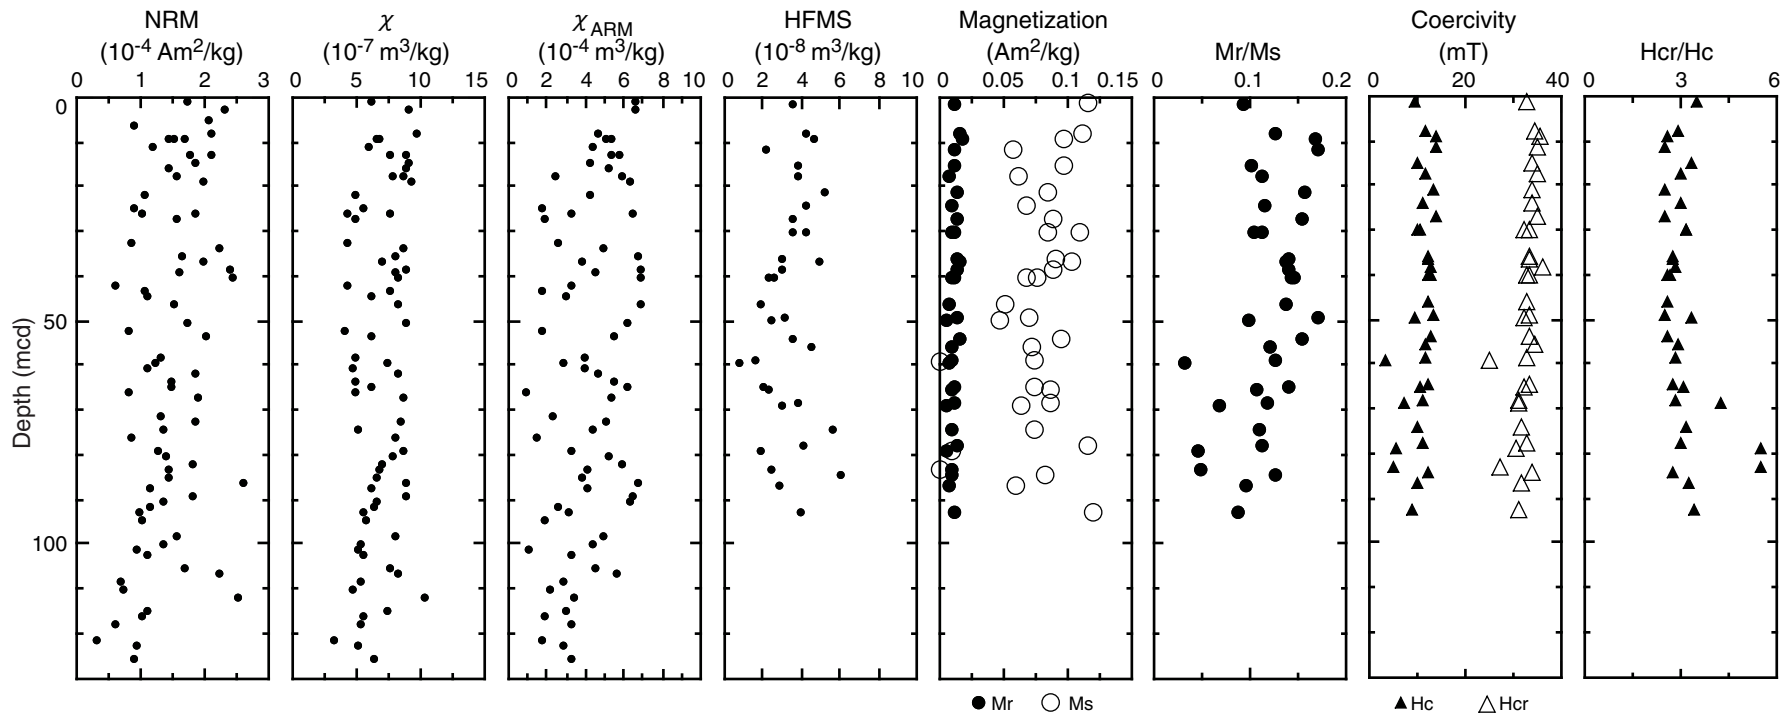 NRM
(10-4 Am2/kg)
0 1 2 3
χ
(10-7 m3/kg)
0 5 10 15
χARM
(10-4 m3/kg)
0 2 4 6 8 10
HFMS
(10-8 m3/kg)
0 2 4 6 8 10
Magnetization
(Am2/kg)
0 0.05 0.1 0.15
Mr/Ms
0 0.1 0.2
Coercivity
(mT)
0 20 40
Hcr/Hc
0 3 6
Depth (mcd)
0
50
100
Mr Ms
Hc Hcr